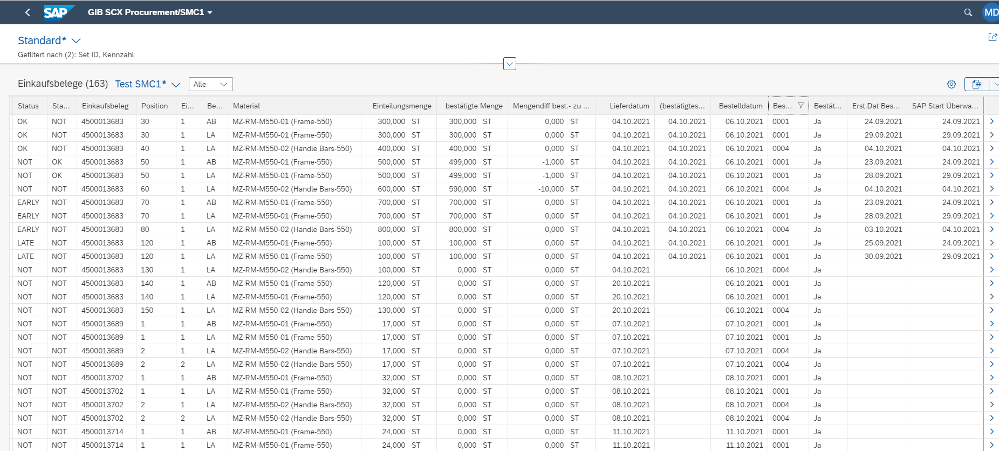 SAP GIB SCX Procurement/SMC1 MD
Standard*
Gefiltert nach (2): Set ID, Kennzahl
Einkaufsbelege (163) Test SMC1* Alle
Status Sta... Einkaufsbeleg Position Ei... Be... Material Einteilungsmenge bestätigte Menge Mengendiff best.- zu ... Lieferdatum (bestätigtes... Bestelldatum Bes... Bestät... Erst.Dat Bes... SAP Start Überwa...
OK NOT 4500013683 30 1 AB MZ-RM-M550-01 (Frame-550) 300,000 ST 300,000 ST 0,000 ST 04.10.2021 04.10.2021 06.10.2021 0001 Ja 24.09.2021 24.09.2021
OK NOT 4500013683 30 1 LA MZ-RM-M550-01 (Frame-550) 300,000 ST 300,000 ST 0,000 ST 04.10.2021 04.10.2021 06.10.2021 0001 Ja 29.09.2021 29.09.2021
OK NOT 4500013683 40 1 LA MZ-RM-M550-02 (Handle Bars-550) 400,000 ST 400,000 ST 0,000 ST 04.10.2021 04.10.2021 06.10.2021 0004 Ja 04.10.2021 04.10.2021
NOT OK 4500013683 50 1 AB MZ-RM-M550-01 (Frame-550) 500,000 ST 499,000 ST -1,000 ST 04.10.2021 04.10.2021 06.10.2021 0001 Ja 23.09.2021 24.09.2021
NOT OK 4500013683 50 1 LA MZ-RM-M550-01 (Frame-550) 500,000 ST 499,000 ST -1,000 ST 04.10.2021 04.10.2021 06.10.2021 0001 Ja 28.09.2021 29.09.2021
NOT NOT 4500013683 60 1 LA MZ-RM-M550-02 (Handle Bars-550) 600,000 ST 590,000 ST -10,000 ST 04.10.2021 04.10.2021 06.10.2021 0004 Ja 04.10.2021 04.10.2021
EARLY NOT 4500013683 70 1 AB MZ-RM-M550-01 (Frame-550) 700,000 ST 700,000 ST 0,000 ST 04.10.2021 04.10.2021 06.10.2021 0001 Ja 23.09.2021 24.09.2021
EARLY NOT 4500013683 70 1 LA MZ-RM-M550-01 (Frame-550) 700,000 ST 700,000 ST 0,000 ST 04.10.2021 04.10.2021 06.10.2021 0001 Ja 28.09.2021 29.09.2021
EARLY NOT 4500013683 80 1 LA MZ-RM-M550-02 (Handle Bars-550) 800,000 ST 800,000 ST 0,000 ST 04.10.2021 04.10.2021 06.10.2021 0004 Ja 03.10.2021 04.10.2021
LATE NOT 4500013683 120 1 AB MZ-RM-M550-01 (Frame-550) 100,000 ST 100,000 ST 0,000 ST 04.10.2021 04.10.2021 06.10.2021 0001 Ja 25.09.2021 24.09.2021
LATE NOT 4500013683 120 1 LA MZ-RM-M550-01 (Frame-550) 100,000 ST 100,000 ST 0,000 ST 04.10.2021 04.10.2021 06.10.2021 0001 Ja 30.09.2021 29.09.2021
NOT NOT 4500013683 130 1 LA MZ-RM-M550-02 (Handle Bars-550) 100,000 ST 0,000 ST 0,000 ST 04.10.2021 06.10.2021 0004 Ja
NOT NOT 4500013683 140 1 AB MZ-RM-M550-01 (Frame-550) 120,000 ST 0,000 ST 0,000 ST 20.10.2021 06.10.2021 0001 Ja
NOT NOT 4500013683 140 1 LA MZ-RM-M550-01 (Frame-550) 120,000 ST 0,000 ST 0,000 ST 20.10.2021 06.10.2021 0001 Ja
NOT NOT 4500013683 150 1 LA MZ-RM-M550-02 (Handle Bars-550) 130,000 ST 0,000 ST 0,000 ST 20.10.2021 06.10.2021 0004 Ja
NOT NOT 4500013689 1 1 AB MZ-RM-M550-01 (Frame-550) 17,000 ST 0,000 ST 0,000 ST 07.10.2021 07.10.2021 0001 Ja
NOT NOT 4500013689 1 1 LA MZ-RM-M550-01 (Frame-550) 17,000 ST 0,000 ST 0,000 ST 07.10.2021 07.10.2021 0001 Ja
NOT NOT 4500013689 2 1 LA MZ-RM-M550-02 (Handle Bars-550) 17,000 ST 0,000 ST 0,000 ST 07.10.2021 07.10.2021 0004 Ja
NOT NOT 4500013689 2 2 LA MZ-RM-M550-02 (Handle Bars-550) 17,000 ST 0,000 ST 0,000 ST 07.10.2021 07.10.2021 0004 Ja
NOT NOT 4500013702 1 1 AB MZ-RM-M550-01 (Frame-550) 32,000 ST 0,000 ST 0,000 ST 08.10.2021 08.10.2021 0001 Ja
NOT NOT 4500013702 1 1 LA MZ-RM-M550-01 (Frame-550) 32,000 ST 0,000 ST 0,000 ST 08.10.2021 08.10.2021 0001 Ja
NOT NOT 4500013702 2 1 LA MZ-RM-M550-02 (Handle Bars-550) 32,000 ST 0,000 ST 0,000 ST 08.10.2021 08.10.2021 0004 Ja
NOT NOT 4500013702 2 2 LA MZ-RM-M550-02 (Handle Bars-550) 32,000 ST 0,000 ST 0,000 ST 08.10.2021 08.10.2021 0004 Ja
NOT NOT 4500013714 1 1 AB MZ-RM-M550-01 (Frame-550) 24,000 ST 0,000 ST 0,000 ST 11.10.2021 11.10.2021 0001 Ja
NOT NOT 4500013714 1 1 LA MZ-RM-M550-01 (Frame-550) 24,000 ST 0,000 ST 0,000 ST 11.10.2021 11.10.2021 0001 Ja